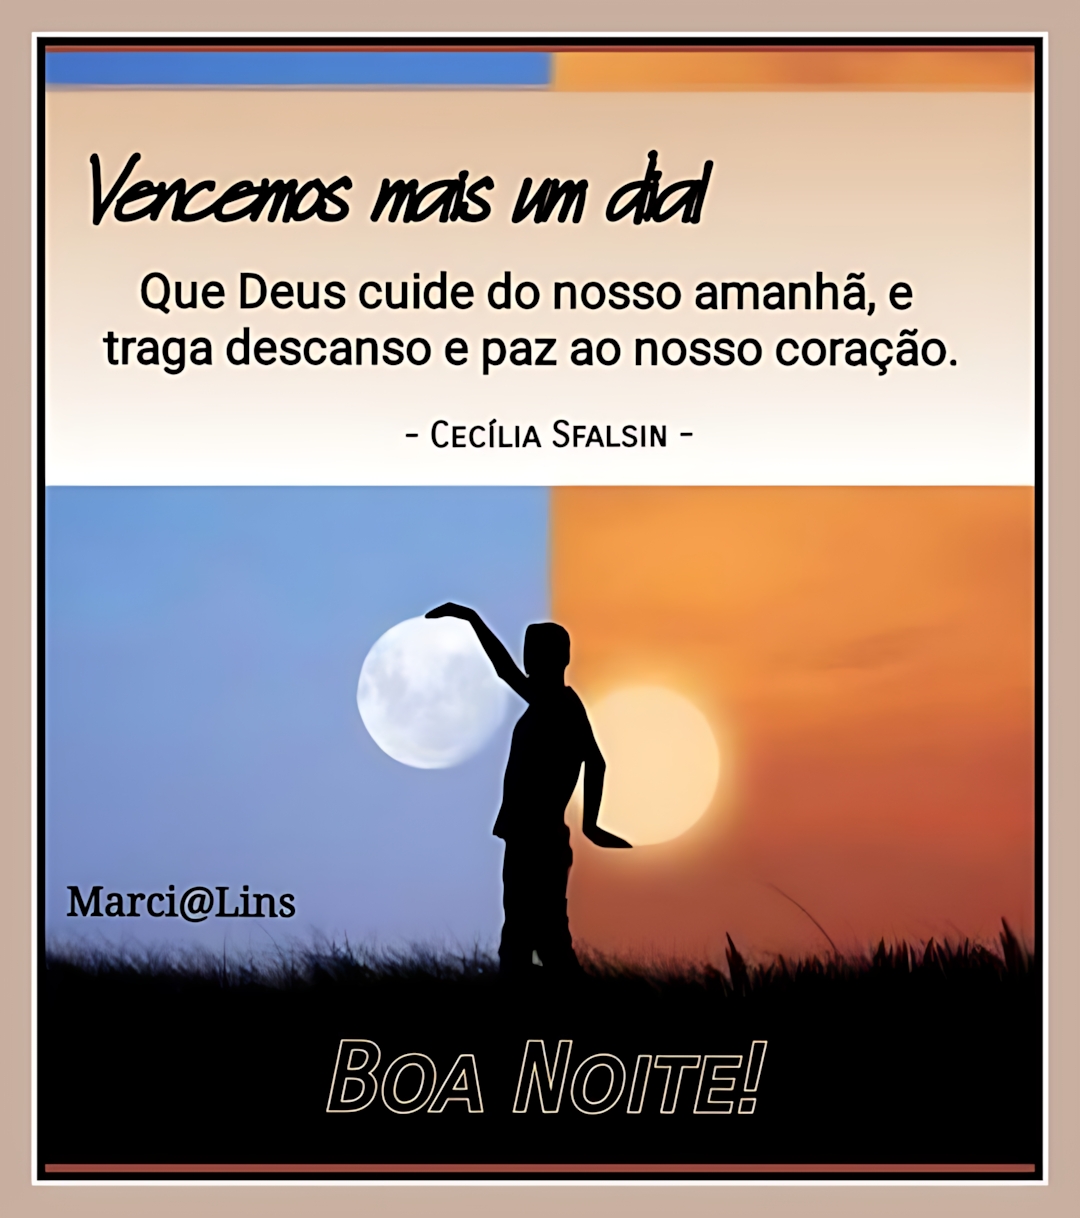 Vencemos mais um dia!
Que Deus cuide do nosso amanhã, e
traga descanso e paz ao nosso coração.
- Cecília Sfalsin -
Marci@Lins
Boa Noite!